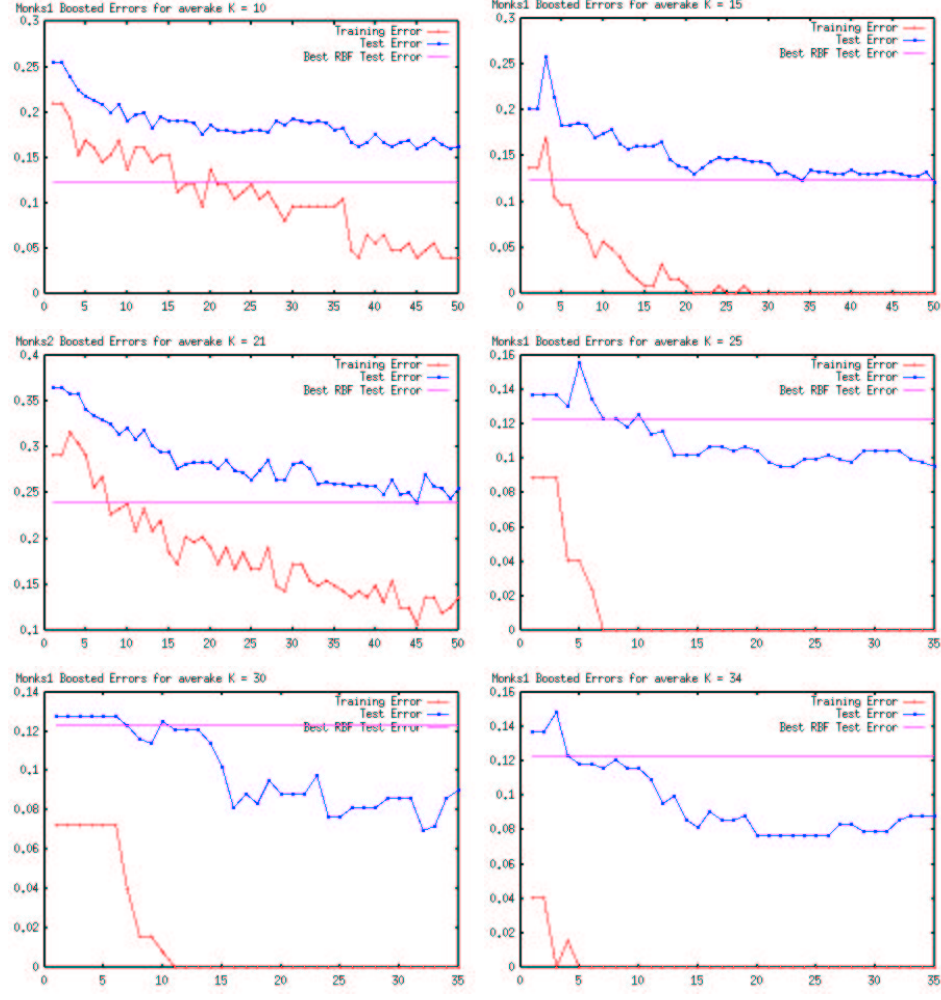 Monks1 Boosted Errors for averake K = 10
Training Error
Test Error
Best RBF Test Error
0.3
0.25
0.2
0.15
0.1
0.05
0
0 5 10 15 20 25 30 35 40 45 50
Monks1 Boosted Errors for averake K = 15
Training Error
Test Error
Best RBF Test Error
0.3
0.25
0.2
0.15
0.1
0.05
0
0 5 10 15 20 25 30 35 40 45 50
Monks2 Boosted Errors for averake K = 21
Training Error
Test Error
Best RBF Test Error
0.4
0.35
0.3
0.25
0.2
0.15
0.1
0 5 10 15 20 25 30 35 40 45 50
Monks1 Boosted Errors for averake K = 25
Training Error
Test Error
Best RBF Test Error
0.16
0.14
0.12
0.1
0.08
0.06
0.04
0.02
0
0 5 10 15 20 25 30 35
Monks1 Boosted Errors for averake K = 30
Training Error
Test Error
Best RBF Test Error
0.14
0.12
0.1
0.08
0.06
0.04
0.02
0
0 5 10 15 20 25 30 35
Monks1 Boosted Errors for averake K = 34
Training Error
Test Error
Best RBF Test Error
0.16
0.14
0.12
0.1
0.08
0.06
0.04
0.02
0
0 5 10 15 20 25 30 35